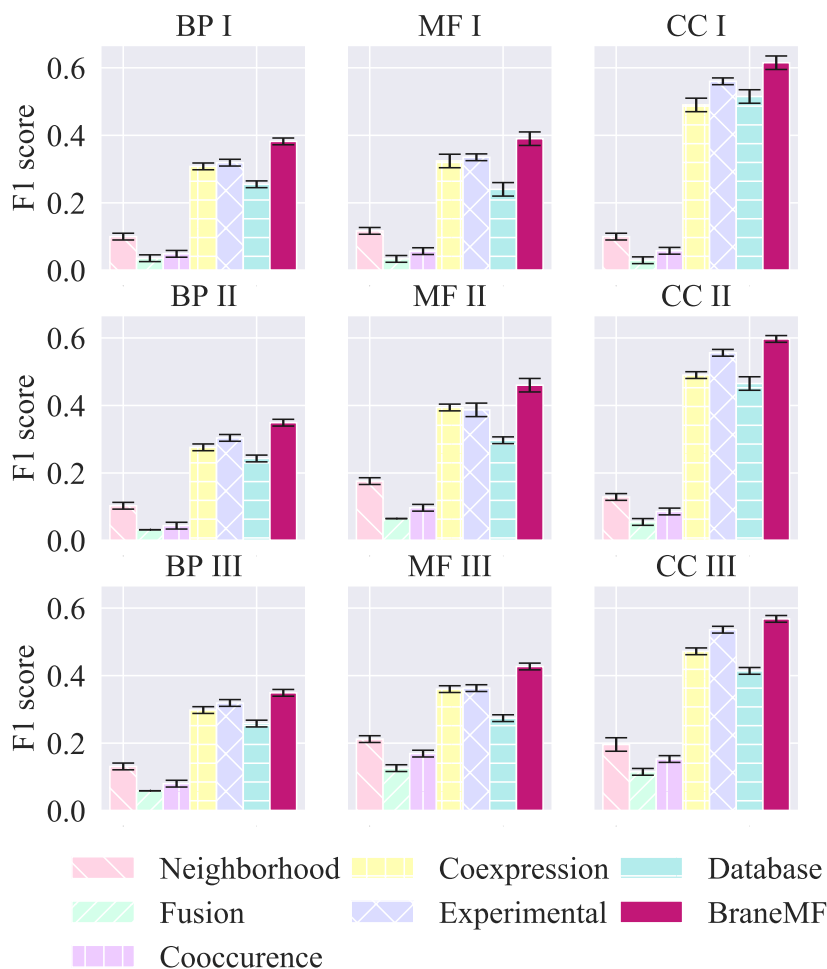 BP I MF I CC I
F1 score
0.6
0.4
0.2
0.0
BP II MF II CC II
F1 score
0.6
0.4
0.2
0.0
BP III MF III CC III
F1 score
0.6
0.4
0.2
0.0
Neighborhood Coexpression Database
Fusion Experimental BraneMF
Cooccurence